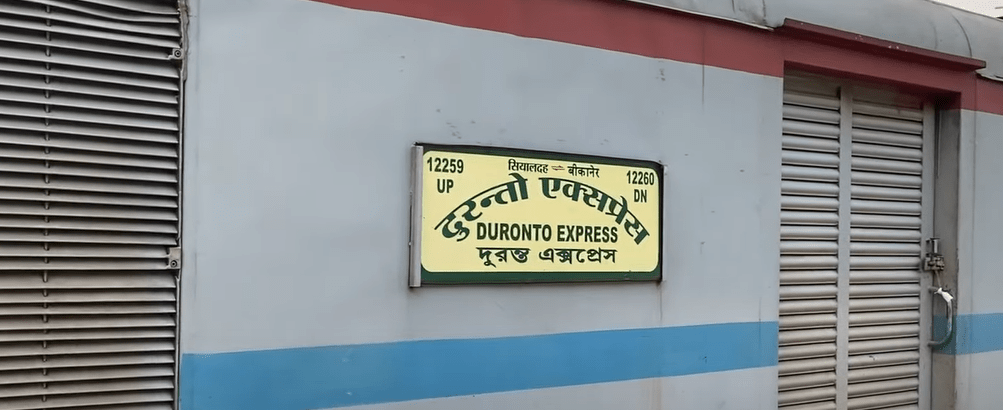 12259 सियालदह ⇌ बीकानेर 12260
UP DN
दुरन्तो एक्सप्रेस
DURONTO EXPRESS
দূরন্ত এক্সপ্রেস